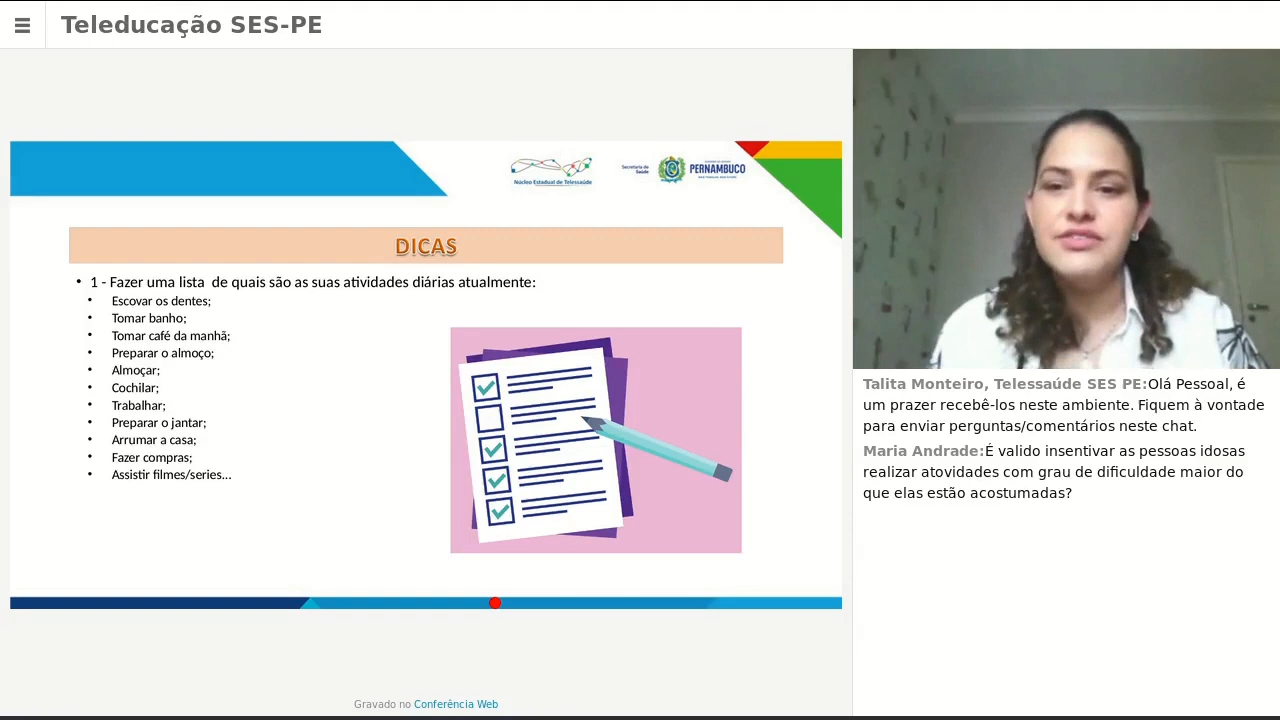 Teleducação SES-PE
Núcleo Estadual de Telessaúde
Secretaria de
Saúde
PERNAMBUCO
DICAS
• 1 - Fazer uma lista de quais são as suas atividades diárias atualmente:
• Escovar os dentes;
• Tomar banho;
• Tomar café da manhã;
• Preparar o almoço;
• Almoçar;
• Cochilar;
• Trabalhar;
• Preparar o jantar;
• Arrumar a casa;
• Fazer compras;
• Assistir filmes/series...
Talita Monteiro, Telessaúde SES PE:Olá Pessoal, é
um prazer recebê-los neste ambiente. Fiquem à vontade
para enviar perguntas/comentários neste chat.
Maria Andrade:É valido insentivar as pessoas idosas
realizar atovidades com grau de dificuldade maior do
que elas estão acostumadas?
Gravado no Conferência Web